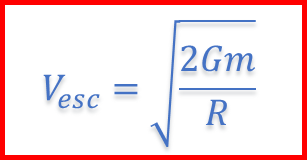 V_esc = √(2Gm/R)